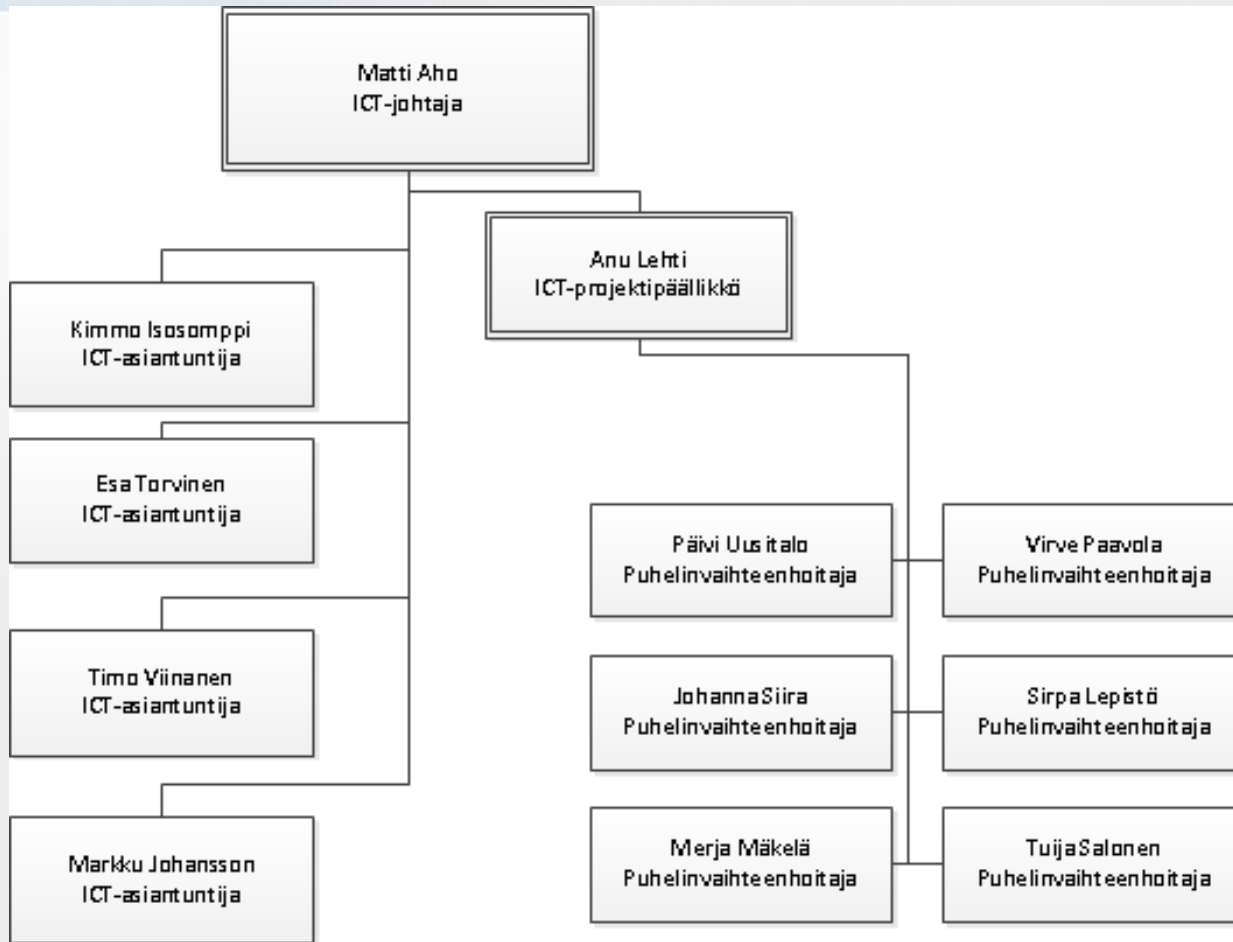 Matti Aho
ICT-johtaja
Anu Lehti
ICT-projektipäällikkö
Kimmo Isosomppi
ICT-asiantuntija
Esa Torvinen
ICT-asiantuntija
Timo Viinanen
ICT-asiantuntija
Markku Johansson
ICT-asiantuntija
Päivi Uusitalo
Puhelinvaihteenhoitaja
Virve Paavola
Puhelinvaihteenhoitaja
Johanna Siira
Puhelinvaihteenhoitaja
Sirpa Lepistö
Puhelinvaihteenhoitaja
Merja Mäkelä
Puhelinvaihteenhoitaja
Tuija Salonen
Puhelinvaihteenhoitaja